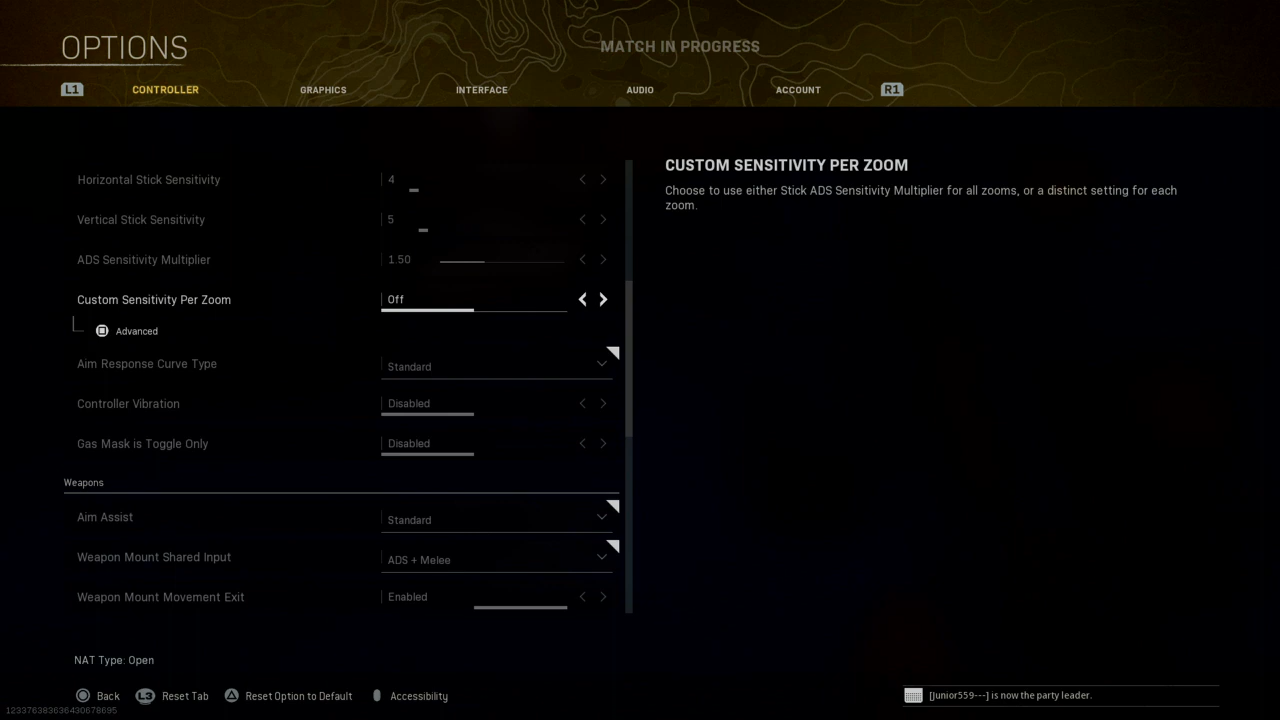 OPTIONS
MATCH IN PROGRESS
L1 CONTROLLER GRAPHICS INTERFACE AUDIO ACCOUNT R1
Horizontal Stick Sensitivity 4
Vertical Stick Sensitivity 5
ADS Sensitivity Multiplier 1.50
Custom Sensitivity Per Zoom Off
Advanced
Aim Response Curve Type Standard
Controller Vibration Disabled
Gas Mask is Toggle Only Disabled
Weapons
Aim Assist Standard
Weapon Mount Shared Input ADS + Melee
Weapon Mount Movement Exit Enabled
CUSTOM SENSITIVITY PER ZOOM
Choose to use either Stick ADS Sensitivity Multiplier for all zooms, or a distinct setting for each
zoom.
NAT Type: Open
Back L3 Reset Tab Reset Option to Default Accessibility
[Junior559---] is now the party leader.
123376383636430678695